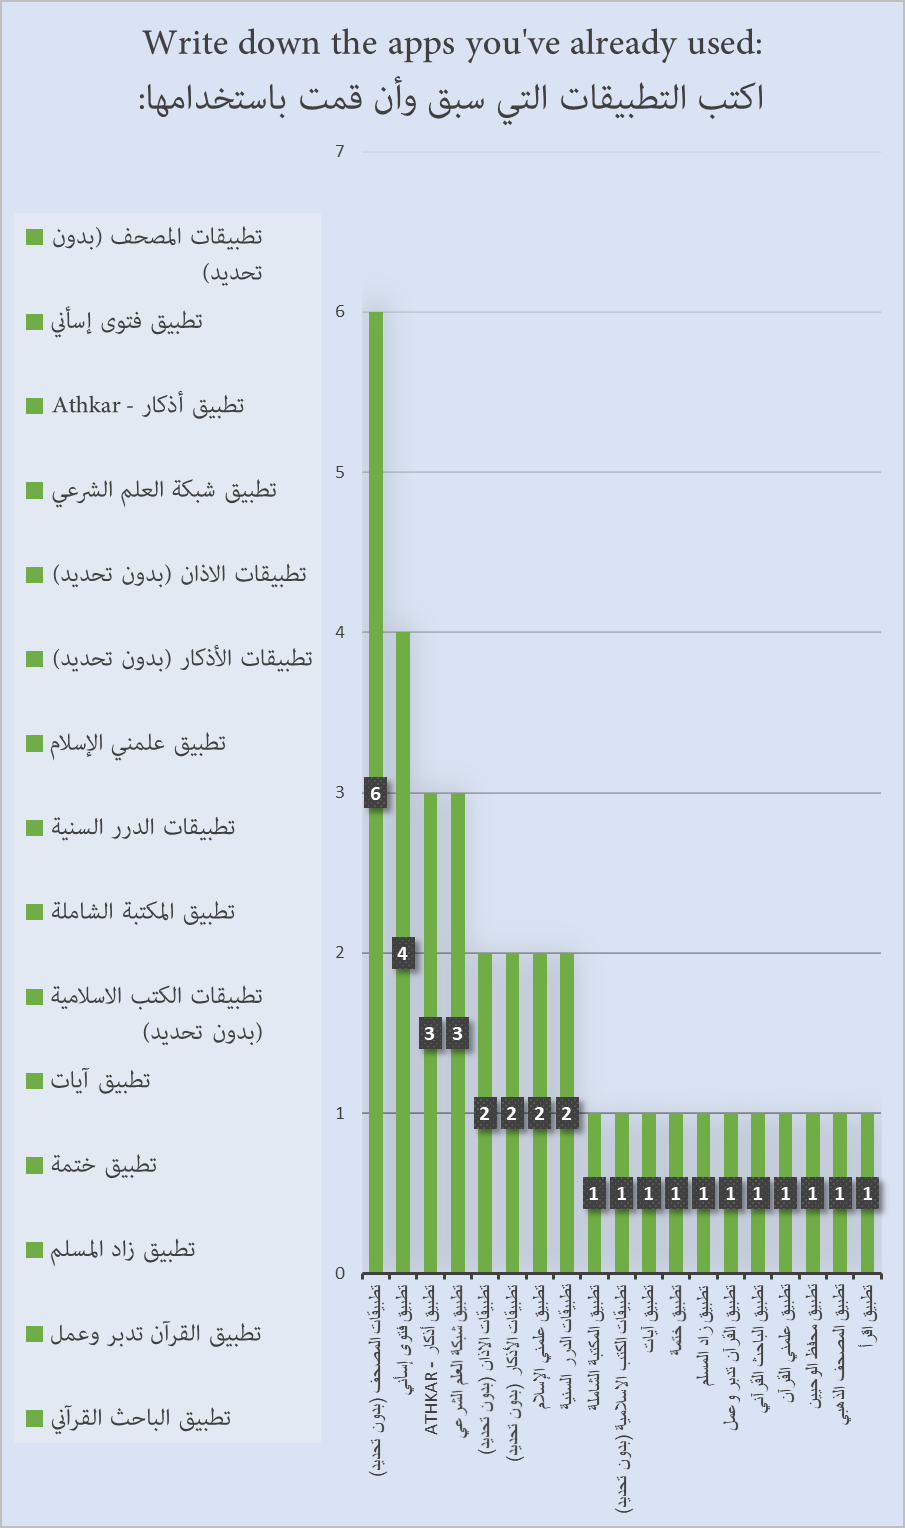 Write down the apps you've already used:
اكتب التطبيقات التي سبق وأن قمت باستخدامها:
تطبيقات المصحف (بدون
تحديد)
تطبيق فتوى إسأني
تطبيق أذكار - Athkar
تطبيق شبكة العلم الشرعي
تطبيقات الاذان (بدون تحديد)
تطبيقات الأذكار (بدون تحديد)
تطبيق علمني الإسلام
تطبيقات الدرر السنية
تطبيق المكتبة الشاملة
تطبيقات الكتب الاسلامية
(بدون تحديد)
تطبيق آيات
تطبيق ختمة
تطبيق زاد المسلم
تطبيق القرآن تدبر وعمل
تطبيق الباحث القرآني
7
6
5
4
3
2
1
0
6
4
3
3
2
2
2
2
1
1
1
1
1
1
1
1
1
1
1
تطبيقات المصحف (بدون تحديد)
تطبيق فتوى إسأني
تطبيق أذكار - ATHKAR
تطبيق شبكة العلم الشرعي
تطبيقات الاذان (بدون تحديد)
تطبيقات الأذكار (بدون تحديد)
تطبيق علمني الإسلام
تطبيقات الدرر السنية
تطبيق المكتبة الشاملة
تطبيقات الكتب الاسلامية (بدون تحديد)
تطبيق آيات
تطبيق ختمة
تطبيق زاد المسلم
تطبيق القرآن تدبر وعمل
تطبيق الباحث القرآني
تطبيق علمني القرآن
تطبيق محفظ الوحيين
تطبيق المصحف الذهبي
تطبيق اقرأ